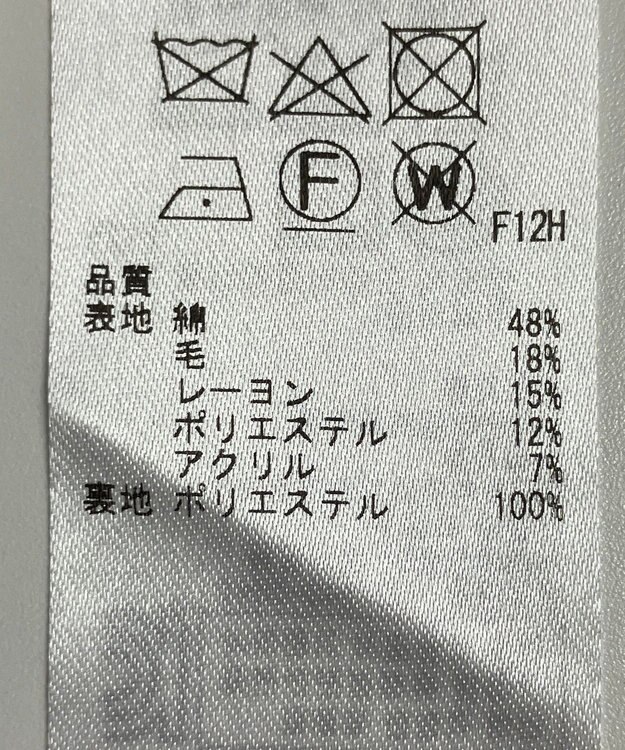 F W F12H
品質
表地 綿 48%
毛 18%
レーヨン 15%
ポリエステル 12%
アクリル 7%
裏地 ポリエステル 100%